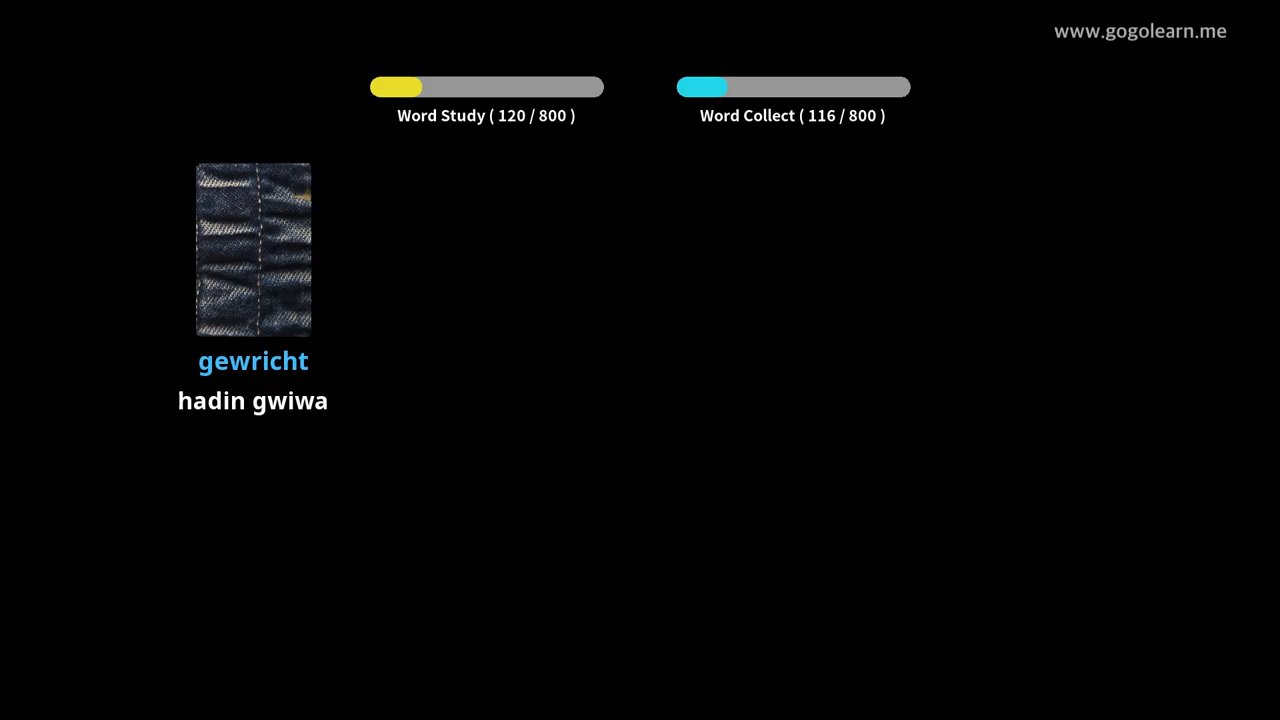 www.gogolearn.me
Word Study ( 120 / 800 )
Word Collect ( 116 / 800 )
gewricht
hadin gwiwa